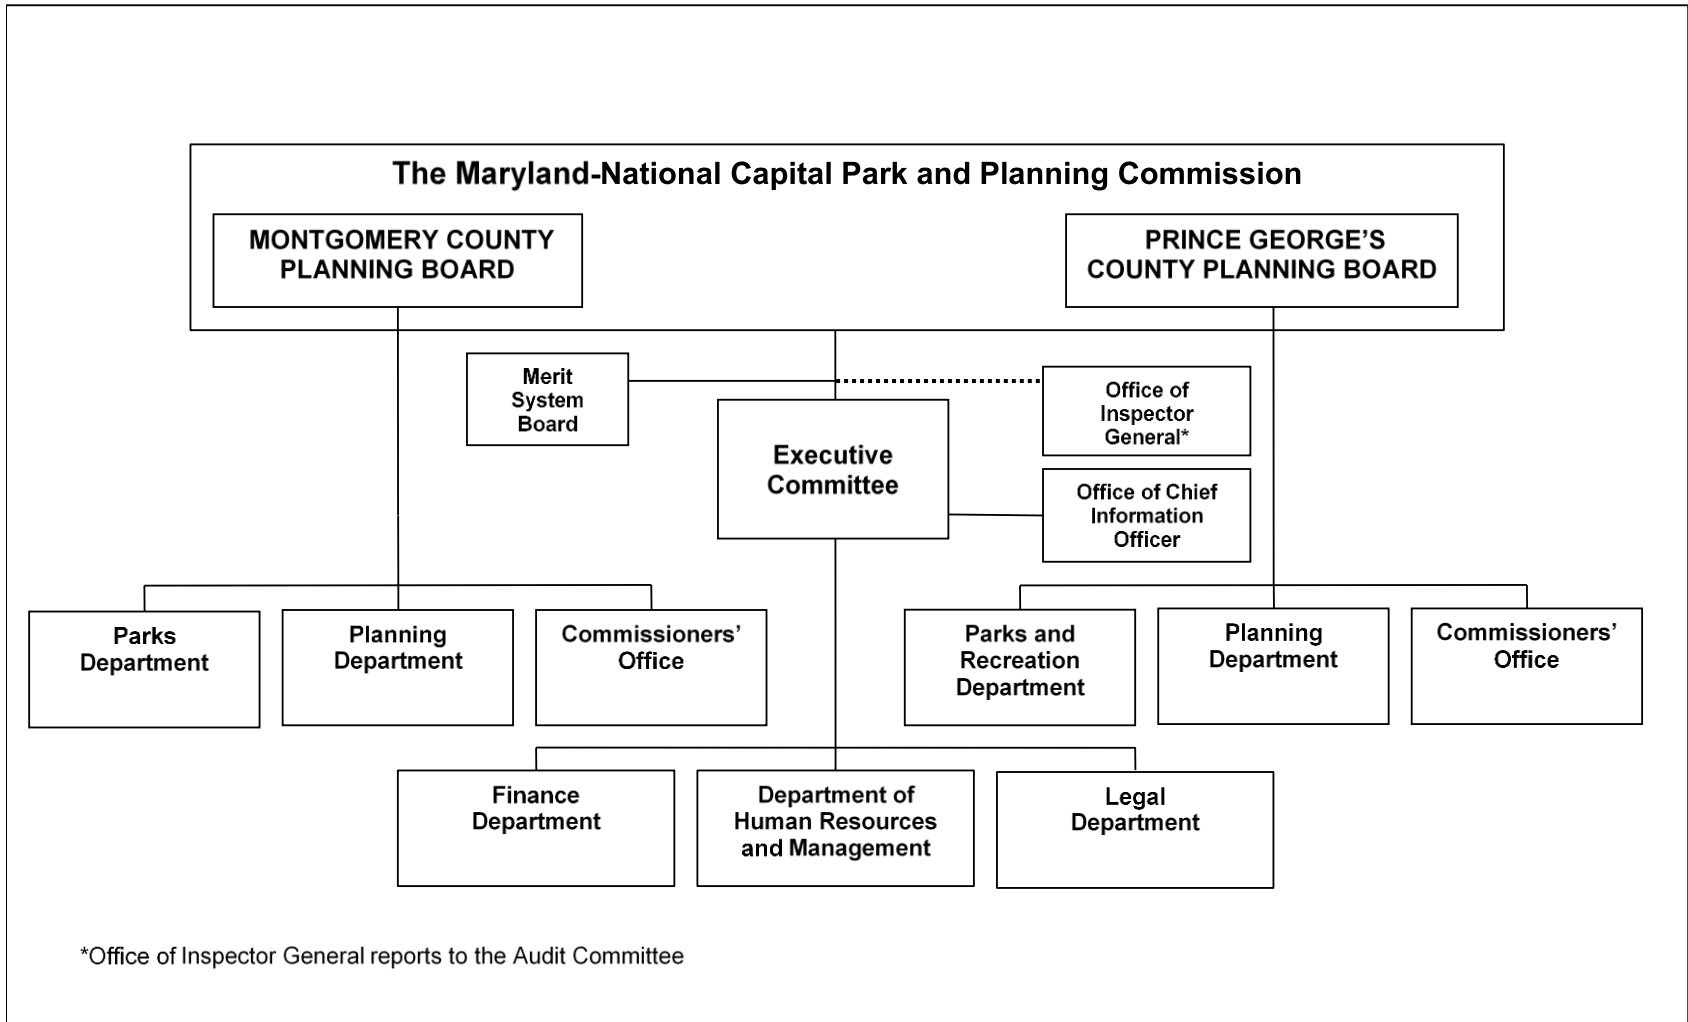 The Maryland-National Capital Park and Planning Commission
MONTGOMERY COUNTY
PLANNING BOARD
PRINCE GEORGE’S
COUNTY PLANNING BOARD
Merit
System
Board
Office of
Inspector
General*
Executive
Committee
Office of Chief
Information
Officer
Parks
Department
Planning
Department
Commissioners’
Office
Parks and
Recreation
Department
Planning
Department
Commissioners’
Office
Finance
Department
Department of
Human Resources
and Management
Legal
Department
*Office of Inspector General reports to the Audit Committee